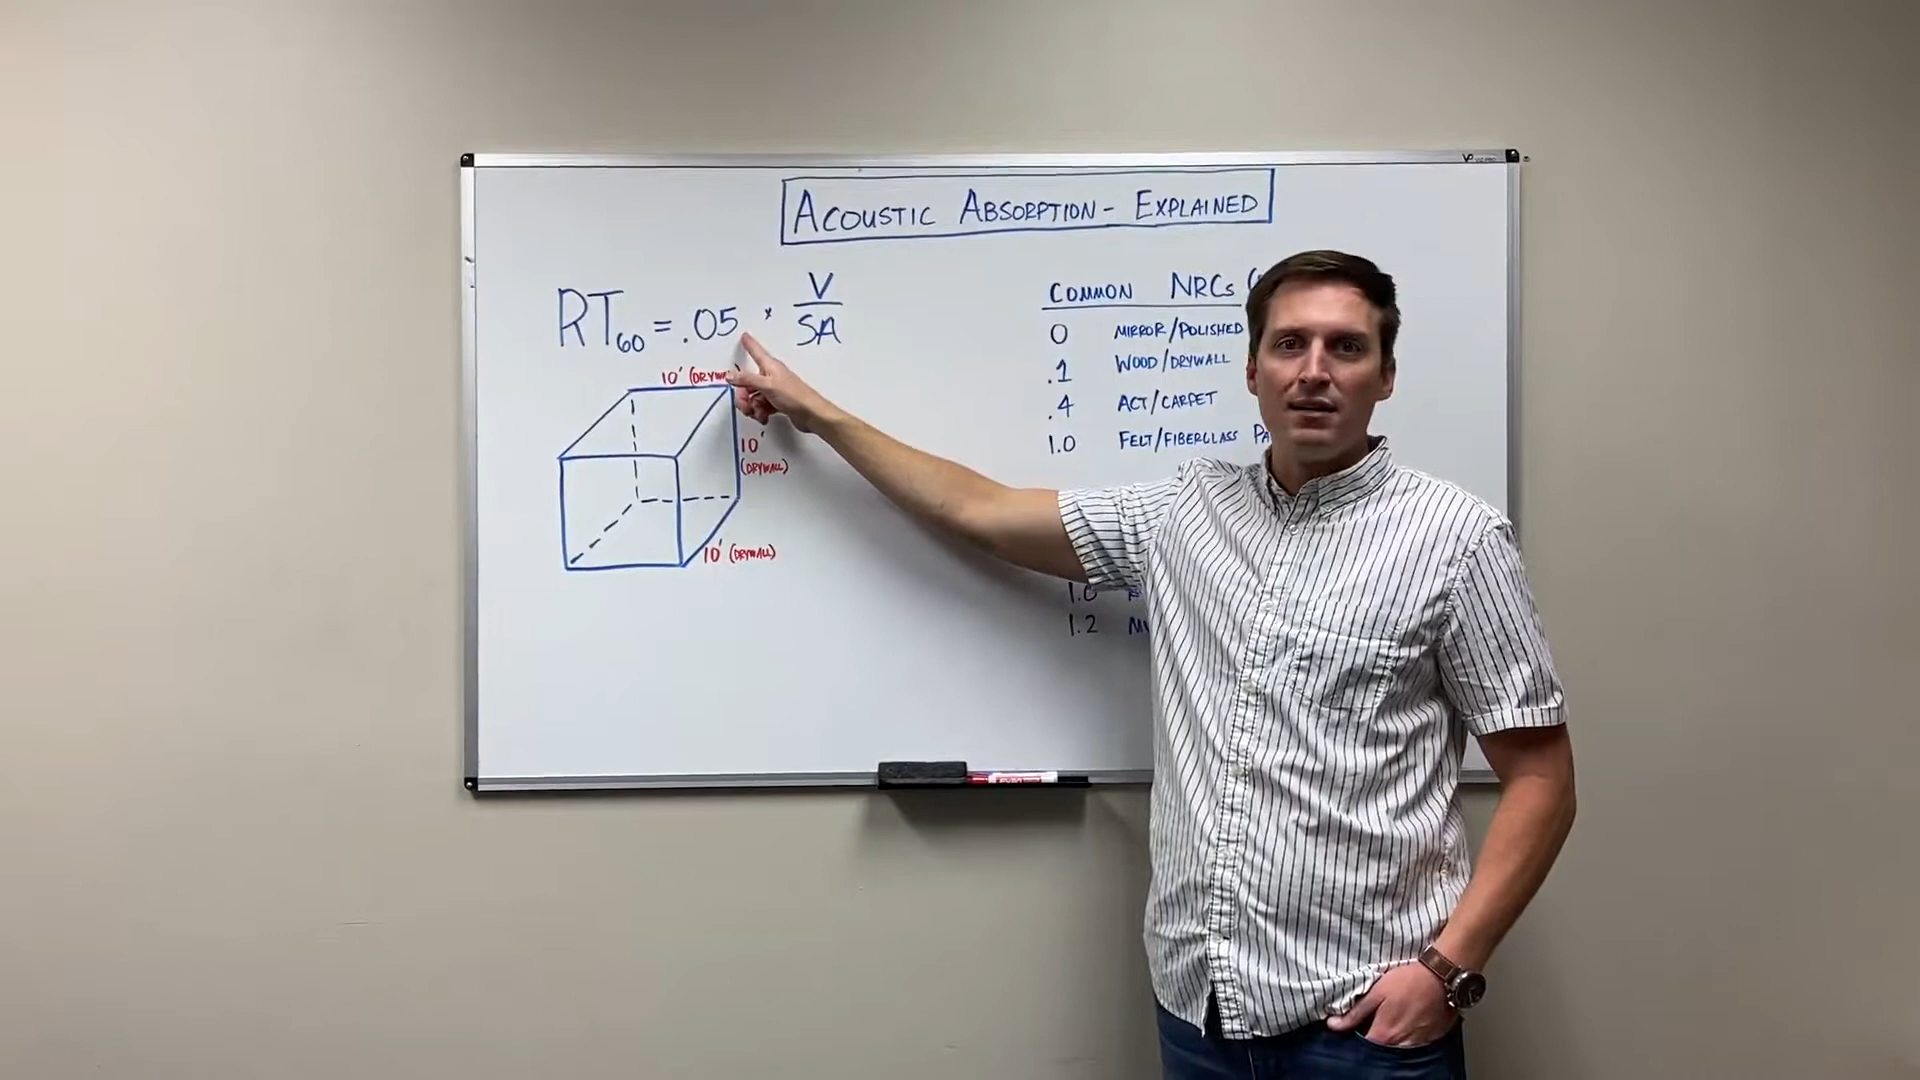 ACOUSTIC ABSORPTION - EXPLAINED
RT60 = .05 × V/SA
10' (DRYWALL)
10'
(DRYWALL)
10' (DRYWALL)
COMMON NRCs
0 MIRROR/POLISHED
.1 WOOD/DRYWALL
.4 ACT/CARPET
1.0 FELT/FIBERGLASS
1.0
1.2